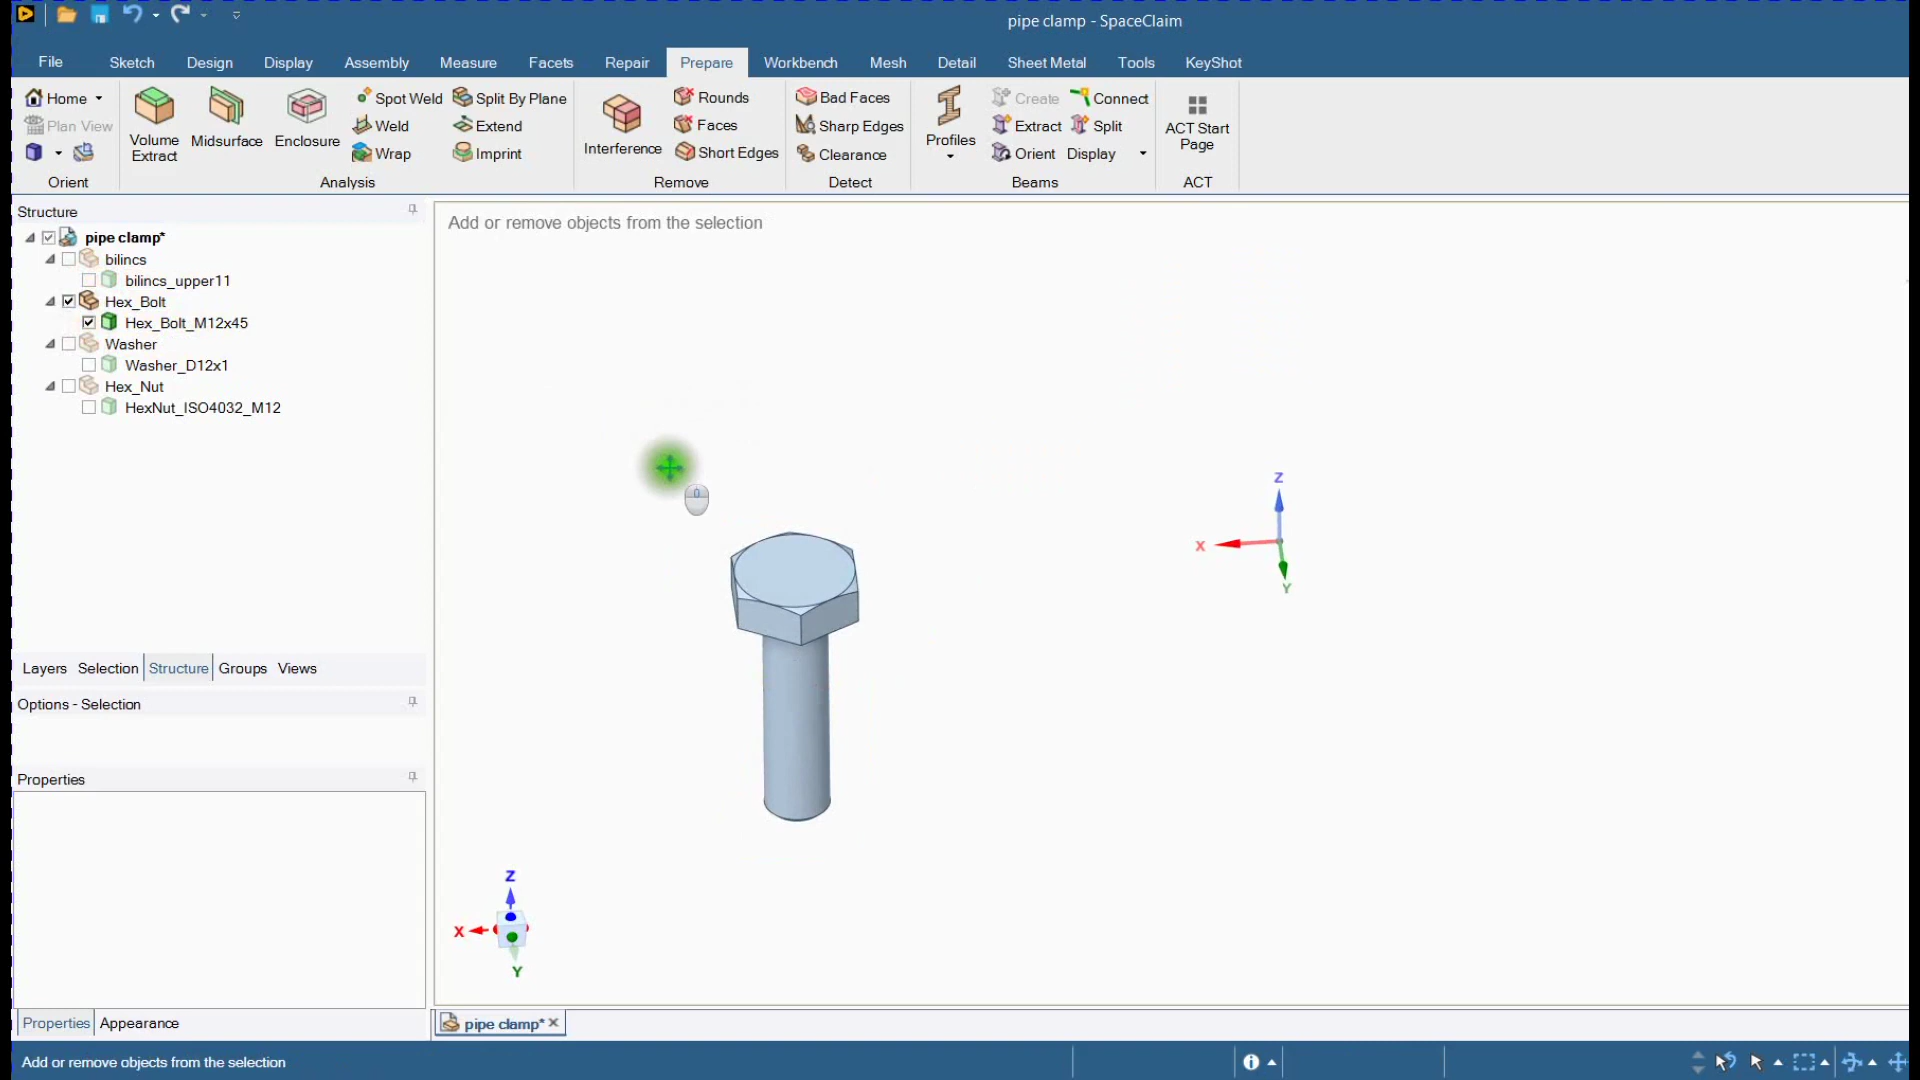 pipe clamp - SpaceClaim
File Sketch Design Display Assembly Measure Facets Repair Prepare Workbench Mesh Detail Sheet Metal Tools KeyShot
Home
Plan View
Orient
Volume Extract
Midsurface
Enclosure
Spot Weld
Weld
Wrap
Split By Plane
Extend
Imprint
Analysis
Interference
Rounds
Faces
Short Edges
Remove
Bad Faces
Sharp Edges
Clearance
Detect
Profiles
Create
Extract
Orient
Connect
Split
Display
Beams
ACT Start
Page
ACT
Structure
pipe clamp*
bilincs
bilincs_upper11
Hex_Bolt
Hex_Bolt_M12x45
Washer
Washer_D12x1
Hex_Nut
HexNut_ISO4032_M12
Layers Selection Structure Groups Views
Options - Selection
Properties
Properties Appearance
Add or remove objects from the selection
Z
X
Y
Z
X
Y
pipe clamp*
Add or remove objects from the selection